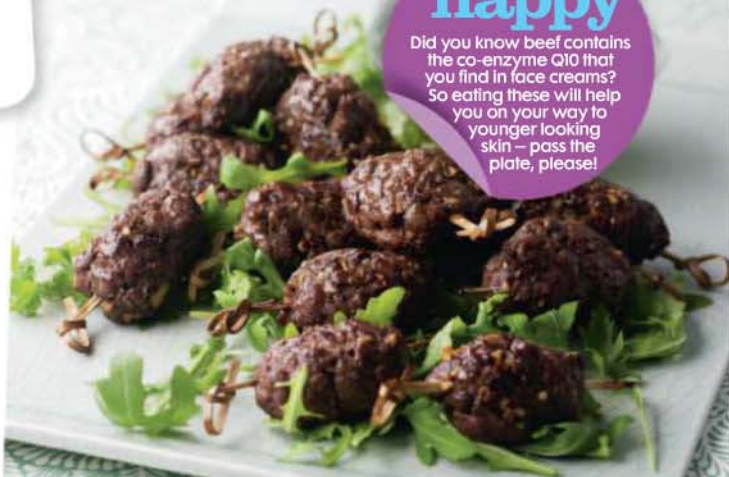 happy
Did you know beef contains
the co-enzyme Q10 that
you find in face creams?
So eating these will help
you on your way to
younger looking
skin – pass the
plate, please!